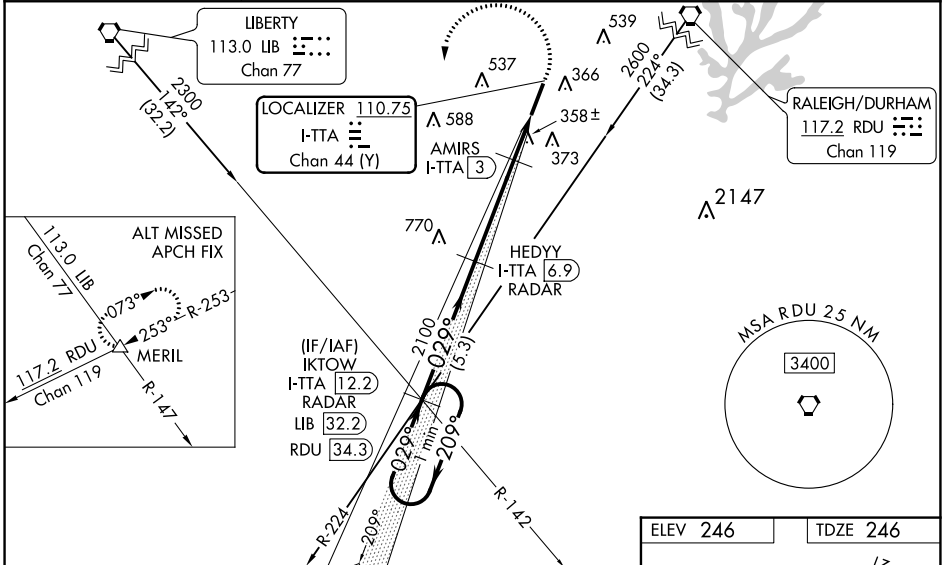 LIBERTY
113.0 LIB
Chan 77
2300
142°
(32.2)
LOCALIZER 110.75
I-TTA
Chan 44 (Y)
537
588
539
366
358±
373
AMIRS
I-TTA 3
2600
224°
(34.3)
RALEIGH/DURHAM
117.2 RDU
Chan 119
2147
770
HEDYY
I-TTA 6.9
RADAR
ALT MISSED
APCH FIX
113.0 LIB
Chan 77
073°
253°
R-253
MERIL
117.2 RDU
Chan 119
R-147
2100
029°
(5.3)
(IF/IAF)
IKTOW
I-TTA 12.2
RADAR
LIB 32.2
RDU 34.3
029°
1 min
209°
R-224
209°
R-142
MSA RDU 25 NM
3400
ELEV 246
TDZE 246